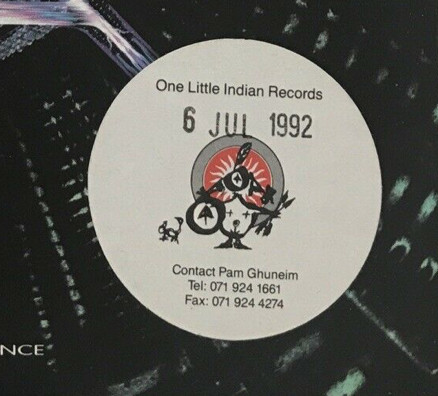 One Little Indian Records
6 JUL 1992
Contact Pam Ghuneim
Tel: 071 924 1661
Fax: 071 924 4274
NCE